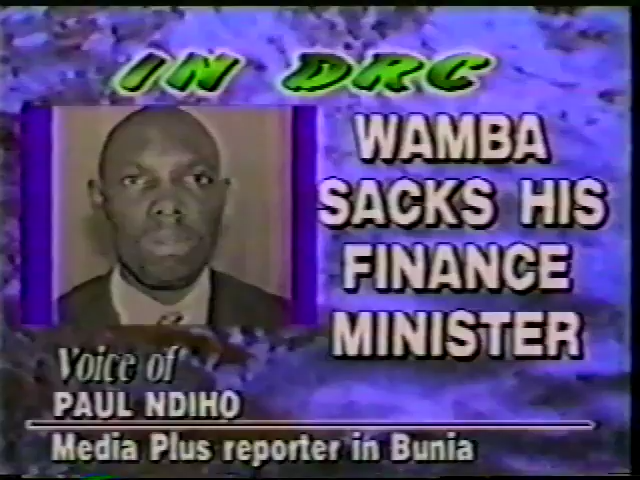 IN DRC
WAMBA
SACKS HIS
FINANCE
MINISTER
Voice of
PAUL NDIHO
Media Plus reporter in Bunia